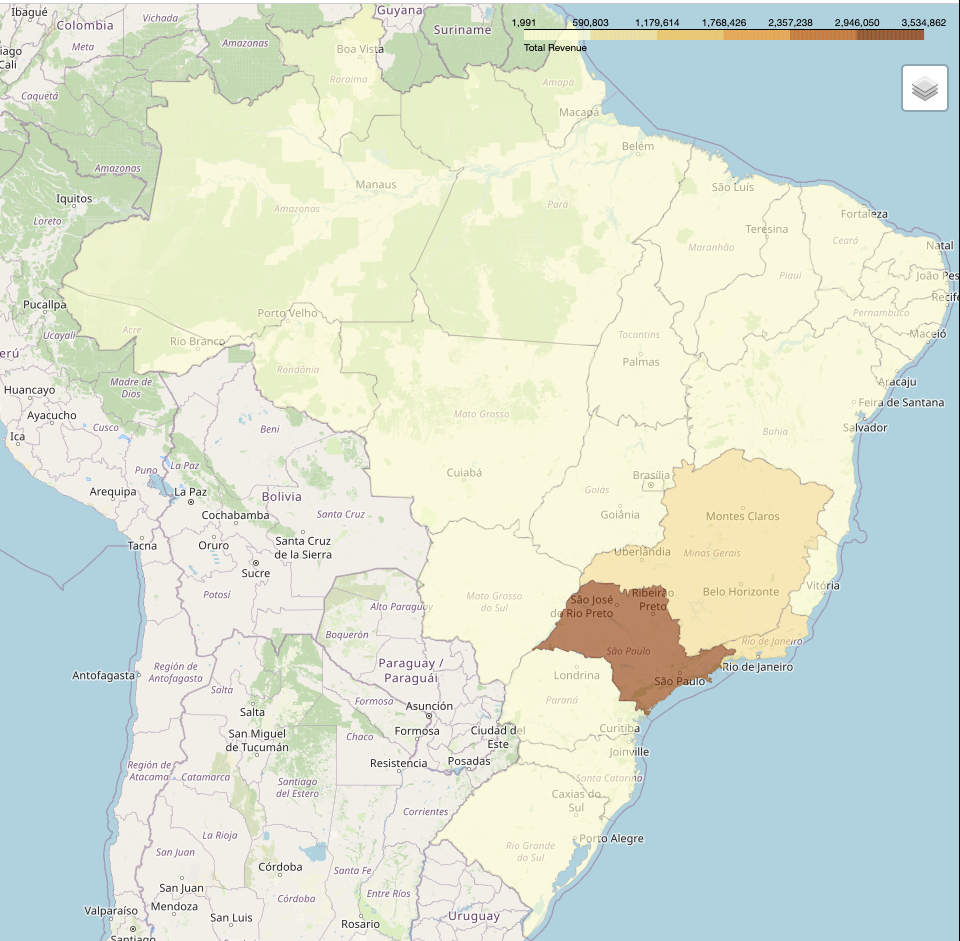 Ibagué
Colombia
Vichada
Guyana
Suriname
1,991 590,803 1,179,614 1,768,426 2,357,238 2,946,050 3,534,862
Total Revenue
iago
Cali
Meta
Amazonas
Boa Vista
Roraima
Amapá
Caquetá
Macapá
Belém
Amazonas
Iquitos
Manaus
São Luís
Loreto
Amazonas
Pará
Fortaleza
Teresina
Ceará
Maranhão
Natal
Piauí
João Pes
Pucallpa
Recife
Porto Velho
Pernambuco
Acre
Ucayali
Rio Branco
Tocantins
Maceió
erú
Palmas
Rondônia
Madre de
Dios
Aracaju
Huancayo
Feira de Santana
Ayacucho
Mato Grosso
Cusco
Beni
Bahia
Salvador
Ica
Puno
La Paz
Cuiabá
Brasília
Arequipa
La Paz
Bolivia
Goiás
Cochabamba
Santa Cruz
Goiânia
Montes Claros
Tacna
Oruro
Santa Cruz
de la Sierra
Uberlândia
Minas Gerais
Sucre
Vitória
Potosí
Mato Grosso
do Sul
São José
do Rio Preto
Ribeirão
Preto
Belo Horizonte
Alto Paraguay
Boquerón
Rio de Janeiro
São Paulo
Paraguay /
Paraguái
Rio de Janeiro
Antofagasta
Región de
Antofagasta
Londrina
São Paulo
Salta
Paraná
Formosa
Asunción
Salta
Formosa
Ciudad del
Este
Curitiba
San Miguel
de Tucumán
Chaco
Joinville
Resistencia
Posadas
Región de
Atacama
Catamarca
Santiago
del Estero
Santa Catarina
Caxias do
Sul
Corrientes
La Rioja
Porto Alegre
San Juan
Rio Grande
do Sul
Córdoba
Santa Fe
San Juan
Entre Ríos
Córdoba
Valparaíso
Mendoza
San Luis
Rosario
Uruguay
Santiago